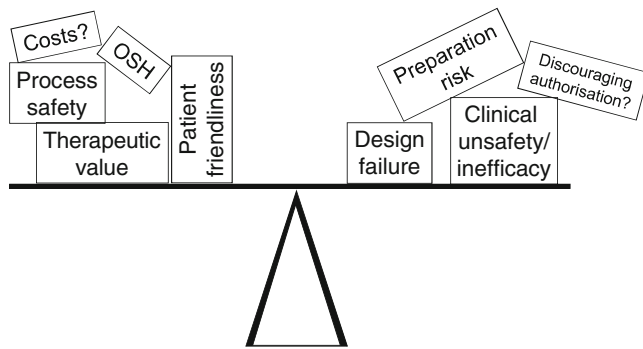 Costs?
OSH
Process
safety
Therapeutic
value
Patient
friendliness
Preparation
risk
Discouraging
authorisation?
Design
failure
Clinical
unsafety/
inefficacy